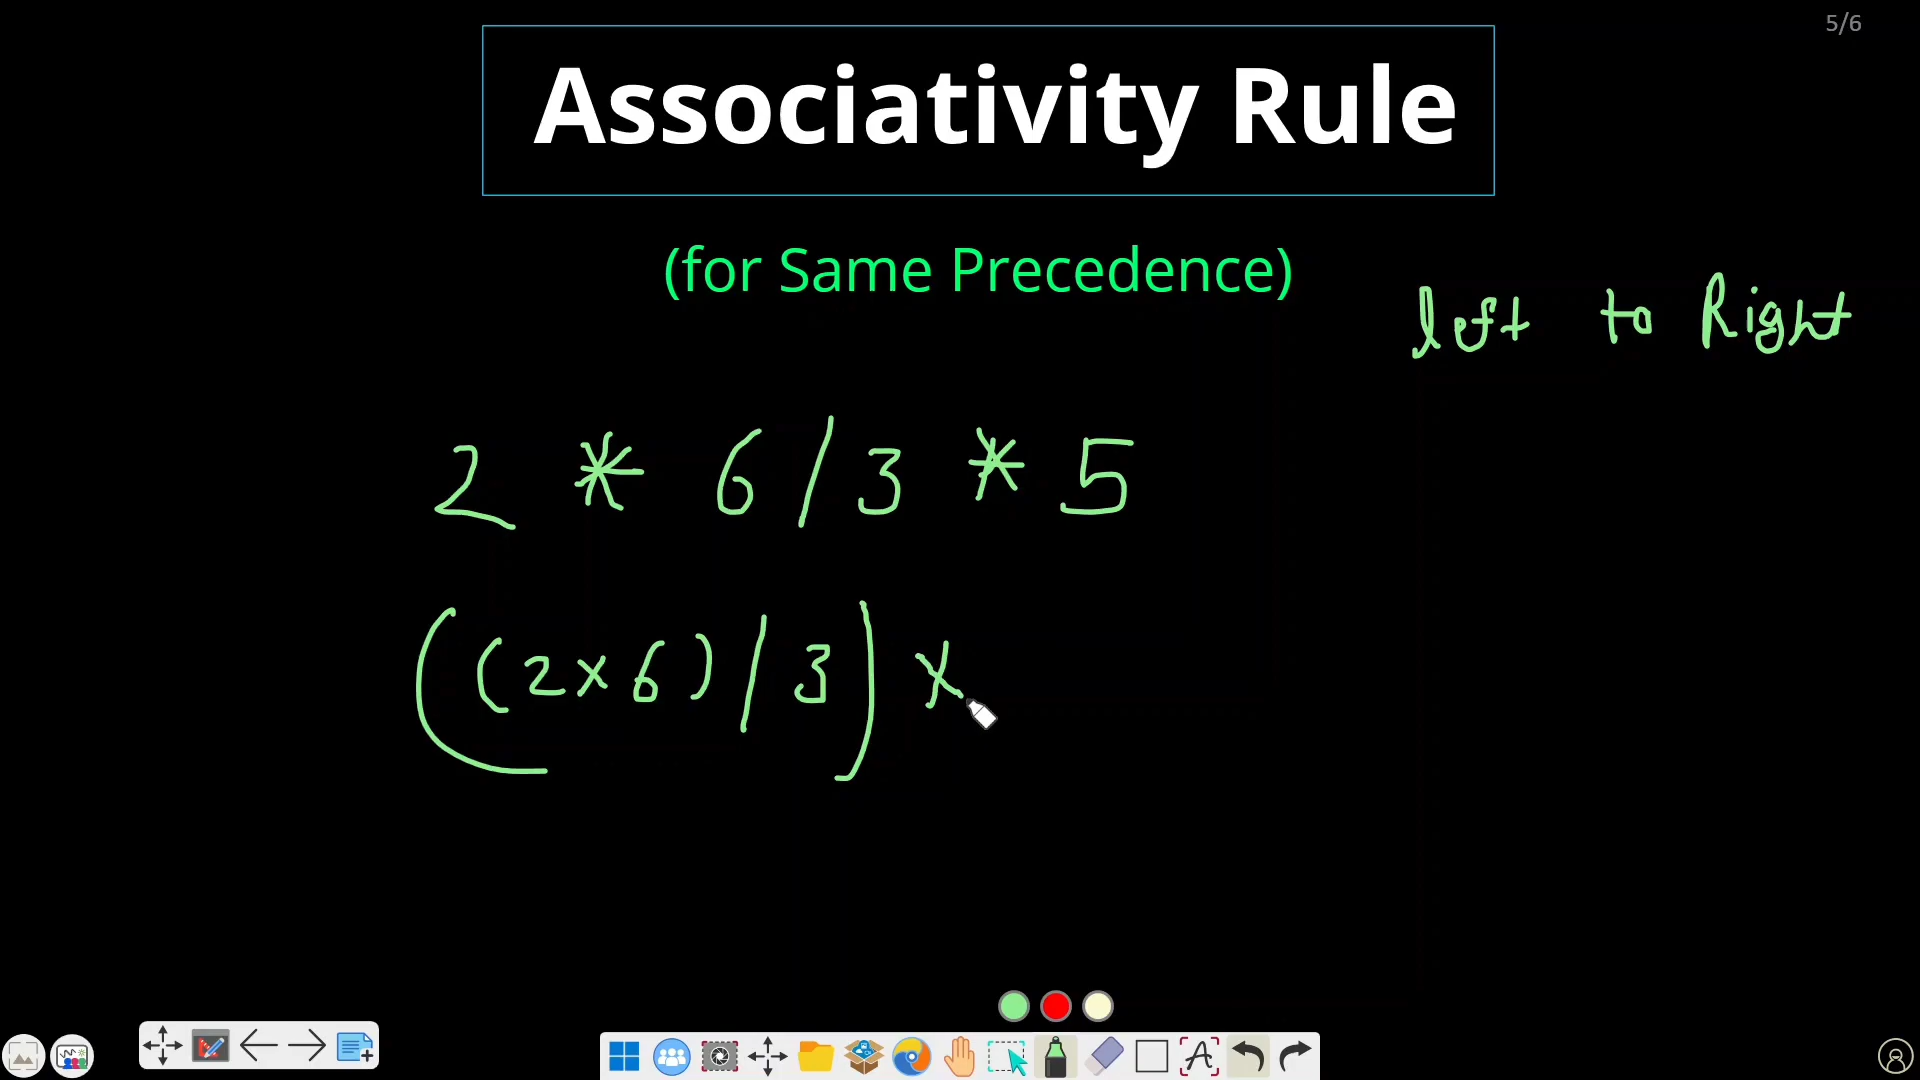 5/6
Associativity Rule
(for Same Precedence)
left to Right
2 * 6 / 3 * 5
((2×6)/3)×